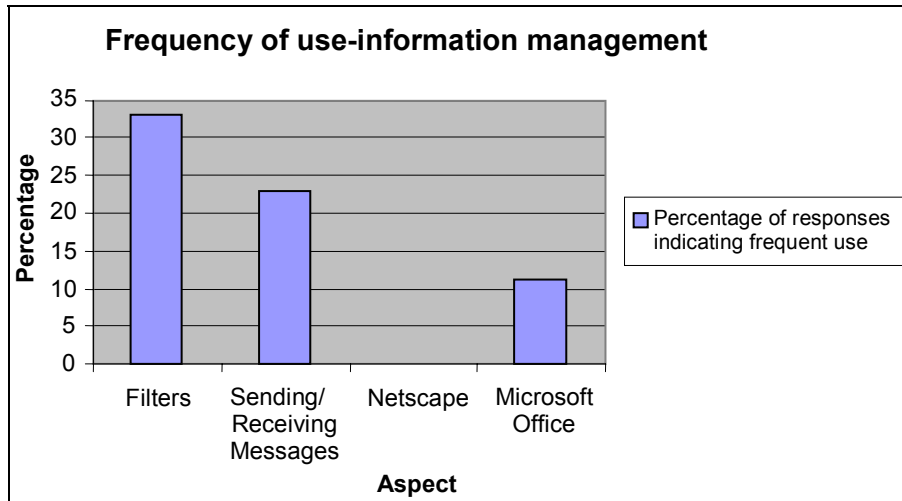 Frequency of use-information management
35
30
25
20
15
10
5
0
Percentage
Filters
Sending/
Receiving
Messages
Netscape
Microsoft
Office
Aspect
Percentage of responses
indicating frequent use